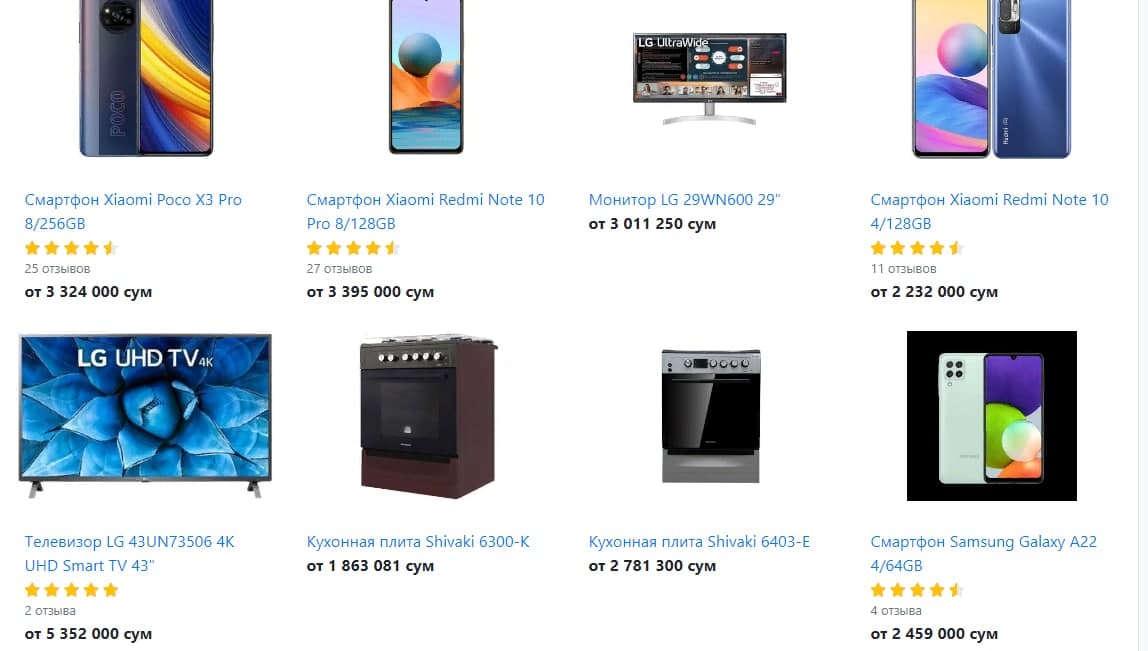 POCO
LG UltraWide
Redmi
Смартфон Xiaomi Poco X3 Pro
8/256GB
25 отзывов
от 3 324 000 сум
Смартфон Xiaomi Redmi Note 10
Pro 8/128GB
27 отзывов
от 3 395 000 сум
Монитор LG 29WN600 29"
от 3 011 250 сум
Смартфон Xiaomi Redmi Note 10
4/128GB
11 отзывов
от 2 232 000 сум
LG UHD TV 4K
SAMSUNG
Телевизор LG 43UN73506 4K
UHD Smart TV 43"
2 отзыва
от 5 352 000 сум
Кухонная плита Shivaki 6300-К
от 1 863 081 сум
Кухонная плита Shivaki 6403-E
от 2 781 300 сум
Смартфон Samsung Galaxy A22
4/64GB
4 отзыва
от 2 459 000 сум